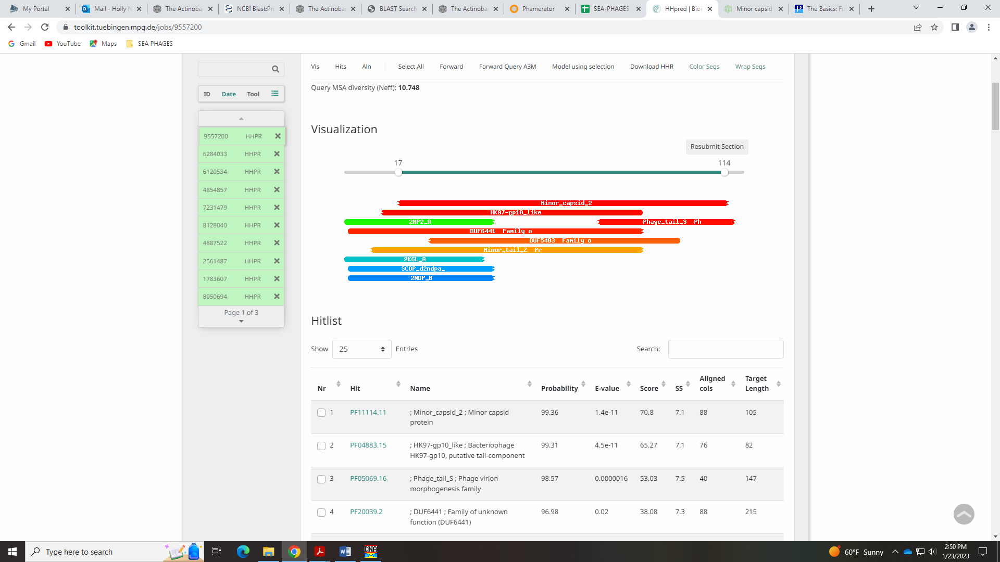 My Portal
Mail - Holly N
The Actinoba
NCBI Blast:Pro
The Actinoba
BLAST Search
The Actinoba
Phamerator
SEA-PHAGES
HHpred | Bioi
Minor capsid
The Basics: Fu
toolkit.tuebingen.mpg.de/jobs/9557200
Gmail
YouTube
Maps
SEA PHAGES
Vis Hits Aln Select All Forward Forward Query A3M Model using selection Download HHR Color Seqs Wrap Seqs
Query MSA diversity (Neff): 10.748
ID Date Tool
9557200 HHPR
6284033 HHPR
6120534 HHPR
4854857 HHPR
7231479 HHPR
8128040 HHPR
4887522 HHPR
2561487 HHPR
1783607 HHPR
8050694 HHPR
Page 1 of 3
Visualization
Resubmit Section
17 114
Minor_capsid_2
HK97-gp10_like
2NP2_A Phage_tail_S Ph
DUF6441 Family o
DUF5403 Family o
Minor_tail_Z Pr
2K6L_A
SCOP_d2ndpa_
2NDP_B
Hitlist
Show 25 Entries Search:
Nr Hit Name Probability E-value Score SS Aligned cols Target Length
1 PF11114.11 ; Minor_capsid_2 ; Minor capsid protein 99.36 1.4e-11 70.8 7.1 88 105
2 PF04883.15 ; HK97-gp10_like ; Bacteriophage HK97-gp10, putative tail-component 99.31 4.5e-11 65.27 7.1 76 82
3 PF05069.16 ; Phage_tail_S ; Phage virion morphogenesis family 98.57 0.0000016 53.03 7.5 40 147
4 PF20039.2 ; DUF6441 ; Family of unknown function (DUF6441) 96.98 0.02 38.08 7.3 88 215
Type here to search
DNA
60°F Sunny
2:50 PM
1/23/2023